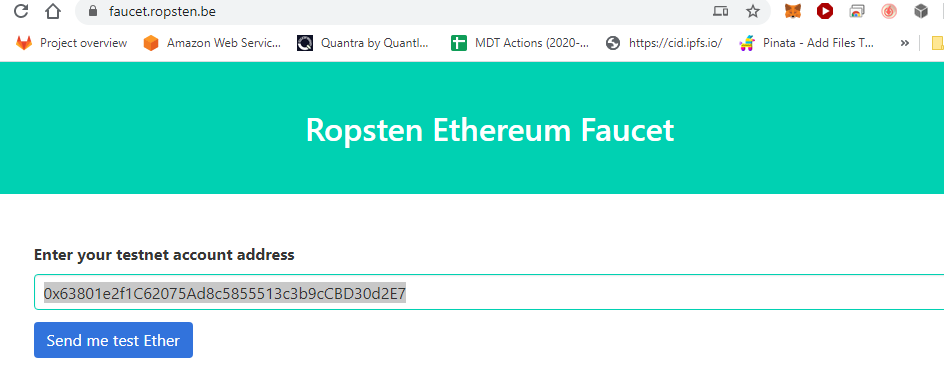 faucet.ropsten.be
Project overview Amazon Web Servic... Quantra by Quantl... MDT Actions (2020-... https://cid.ipfs.io/ Pinata - Add Files T... »
Ropsten Ethereum Faucet
Enter your testnet account address
0x63801e2f1C62075Ad8c5855513c3b9cCBD30d2E7
Send me test Ether